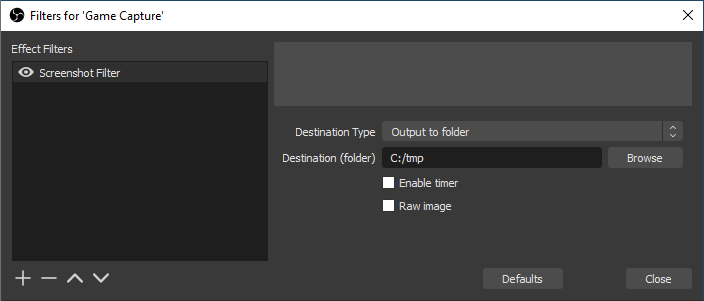 Filters for 'Game Capture'
Effect Filters
Screenshot Filter
Destination Type
Output to folder
Destination (folder)
C:/tmp
Browse
Enable timer
Raw image
Defaults
Close